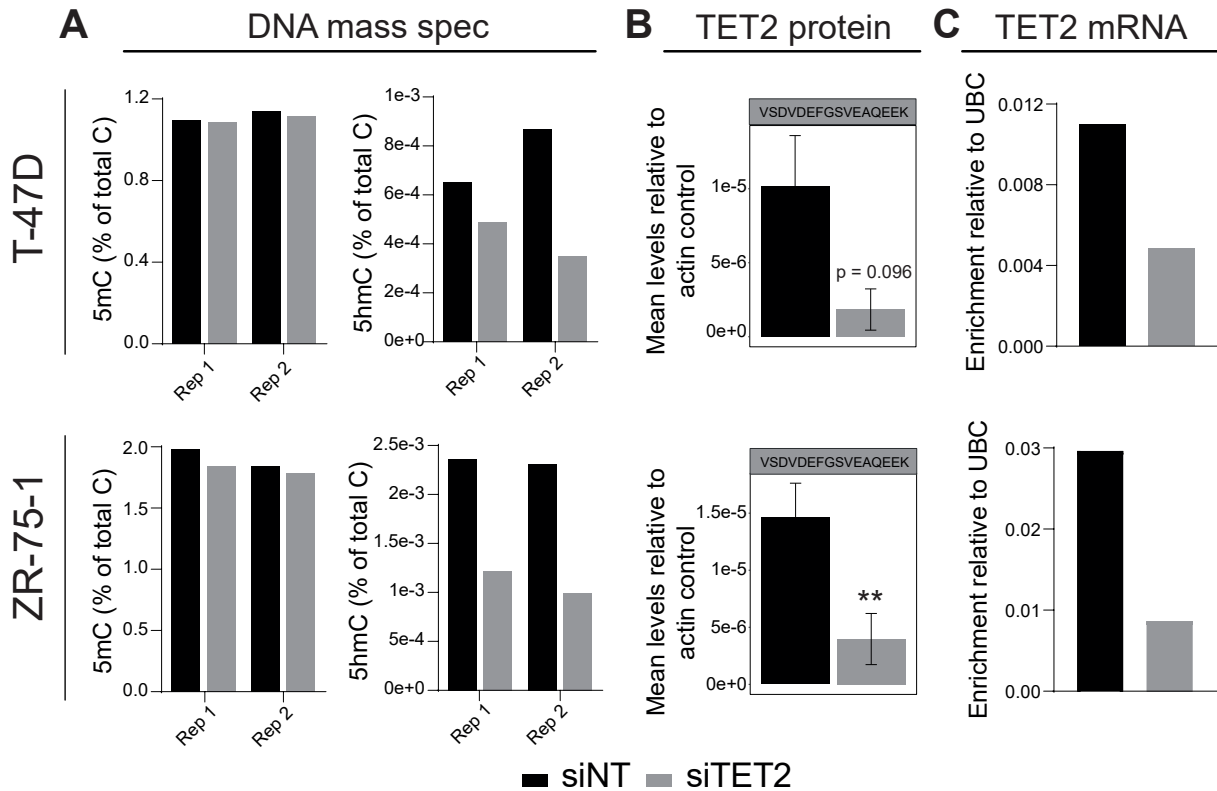 A DNA mass spec
B TET2 protein
C TET2 mRNA
T-47D
5mC (% of total C)
1.2
1.2
0.8
0.4
0.0
Rep 1
Rep 2
5hmC (% of total C)
1e-3
8e-4
6e-4
4e-4
2e-4
0e+0
Rep 1
Rep 2
Mean levels relative to
actin control
VSDVDEFGSVEAQEEK
1e-5
5e-6
0e+0
p = 0.096
Enrichment relative to UBC
0.012
0.008
0.004
0.000
ZR-75-1
5mC (% of total C)
2.0
1.5
1.0
0.5
0.0
Rep 1
Rep 2
5hmC (% of total C)
2.5e-3
2e-3
1.5e-3
1e-3
5e-4
0e+0
Rep 1
Rep 2
Mean levels relative to
actin control
VSDVDEFGSVEAQEEK
1.5e-5
1e-5
5e-6
0e+0
**
Enrichment relative to UBC
0.03
0.02
0.01
0.00
siNT siTET2